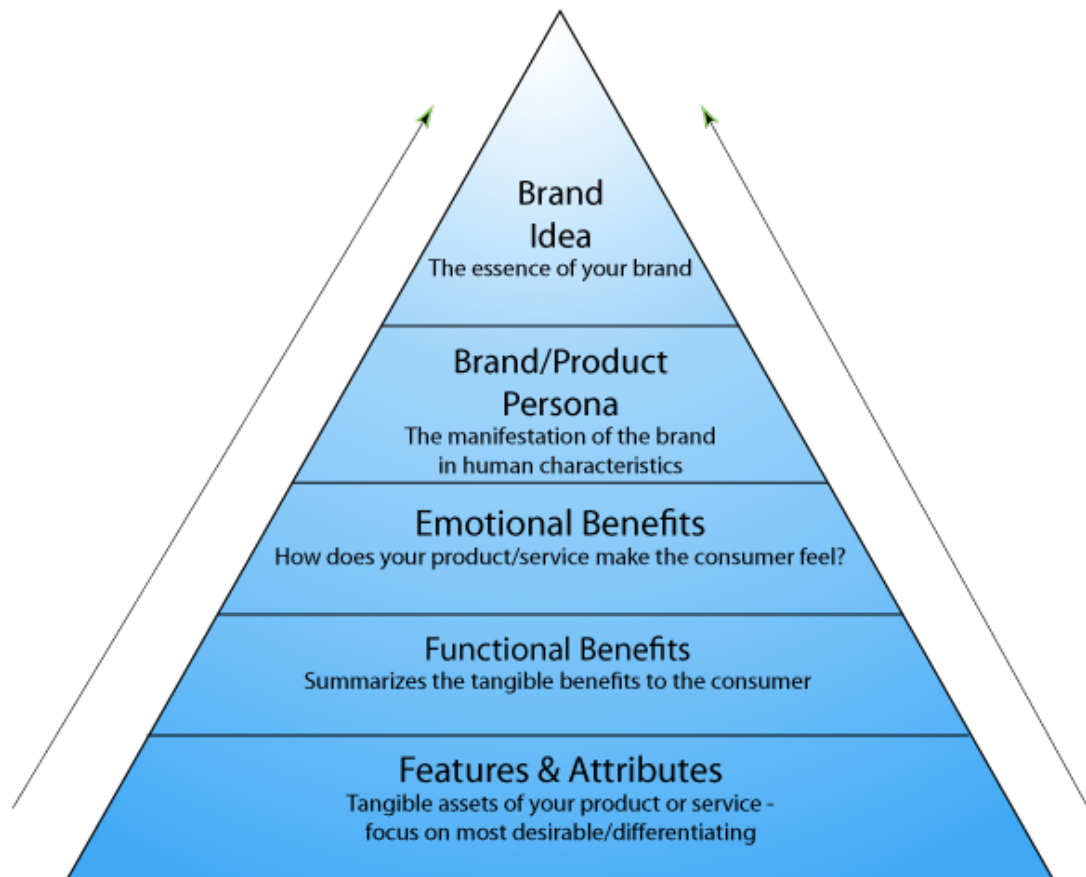 Brand
Idea
The essence of your brand
Brand/Product
Persona
The manifestation of the brand
in human characteristics
Emotional Benefits
How does your product/service make the consumer feel?
Functional Benefits
Summarizes the tangible benefits to the consumer
Features & Attributes
Tangible assets of your product or service -
focus on most desirable/differentiating